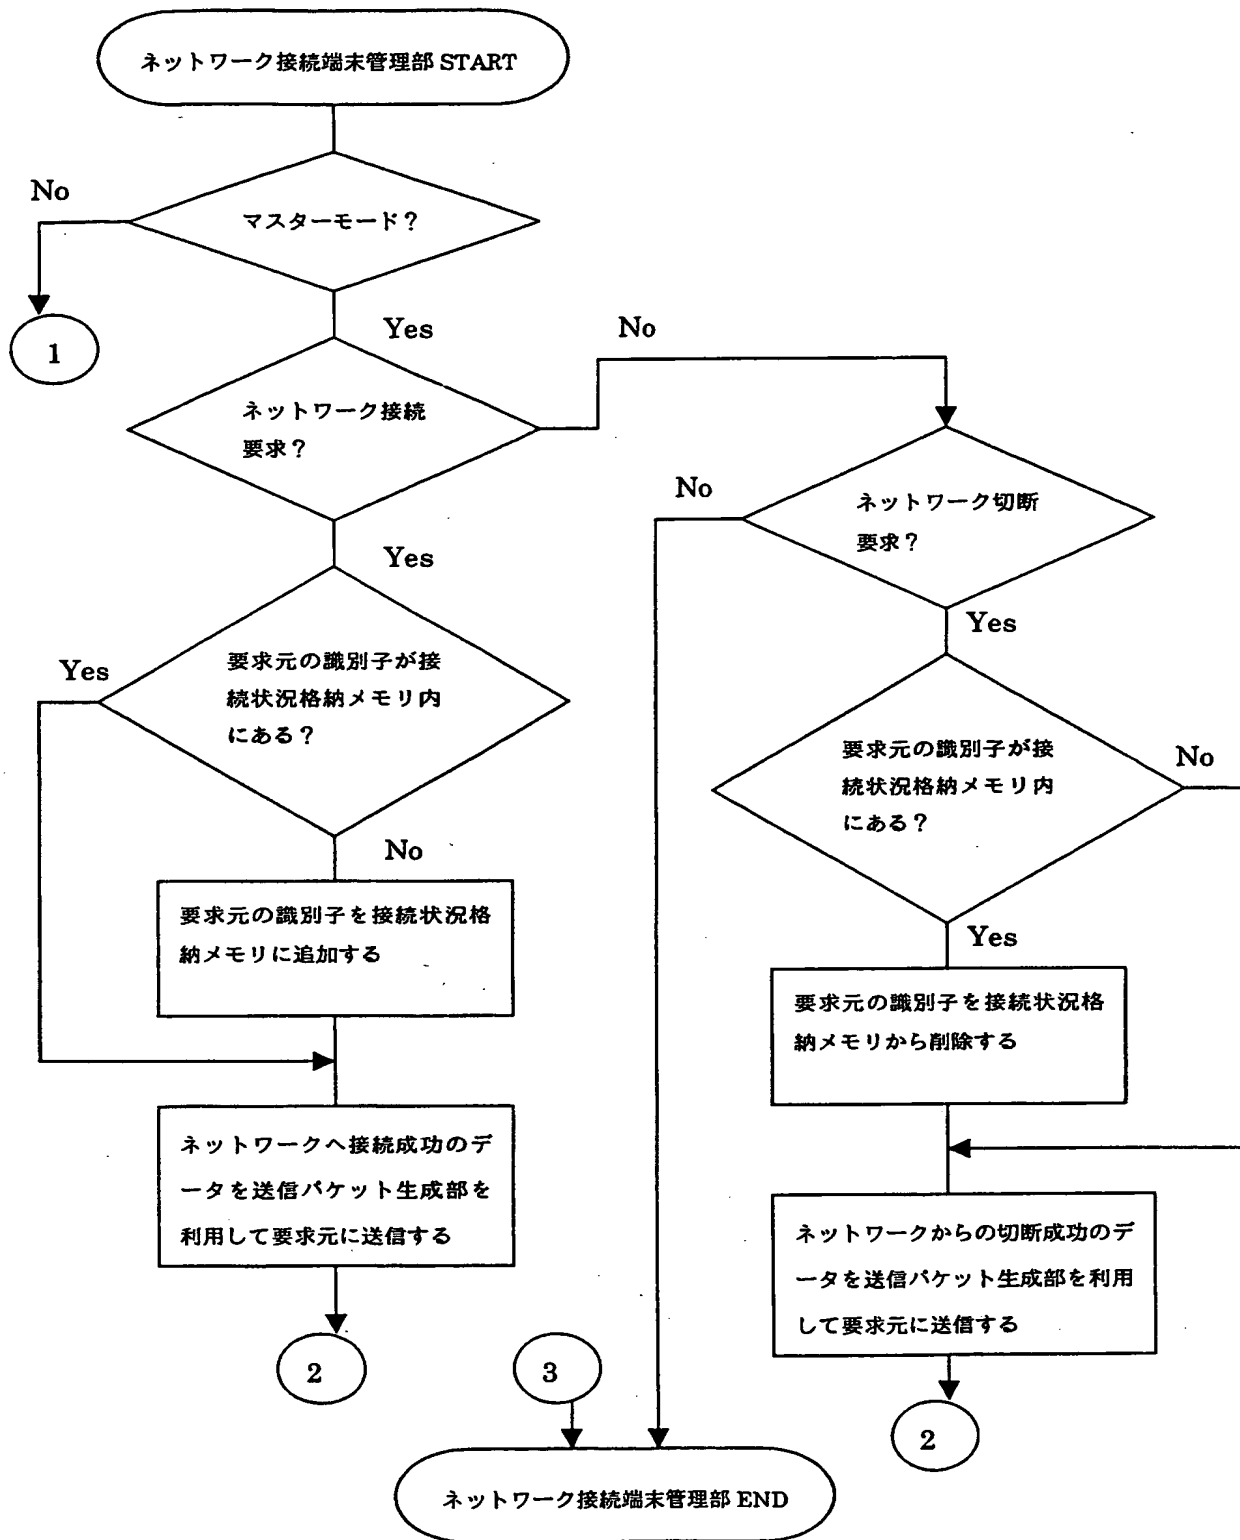 ネットワーク接続端末管理部 START
No
マスターモード？
1
Yes
No
ネットワーク接続
要求？
No
ネットワーク切断
要求？
Yes
Yes
Yes
要求元の識別子が接
続状況格納メモリ内
にある？
要求元の識別子が接
続状況格納メモリ内
にある？
No
No
要求元の識別子を接続状況格
納メモリに追加する
Yes
要求元の識別子を接続状況格
納メモリから削除する
ネットワークへ接続成功のデ
ータを送信パケット生成部を
利用して要求元に送信する
ネットワークからの切断成功のデ
ータを送信パケット生成部を利用
して要求元に送信する
2
3
2
ネットワーク接続端末管理部 END